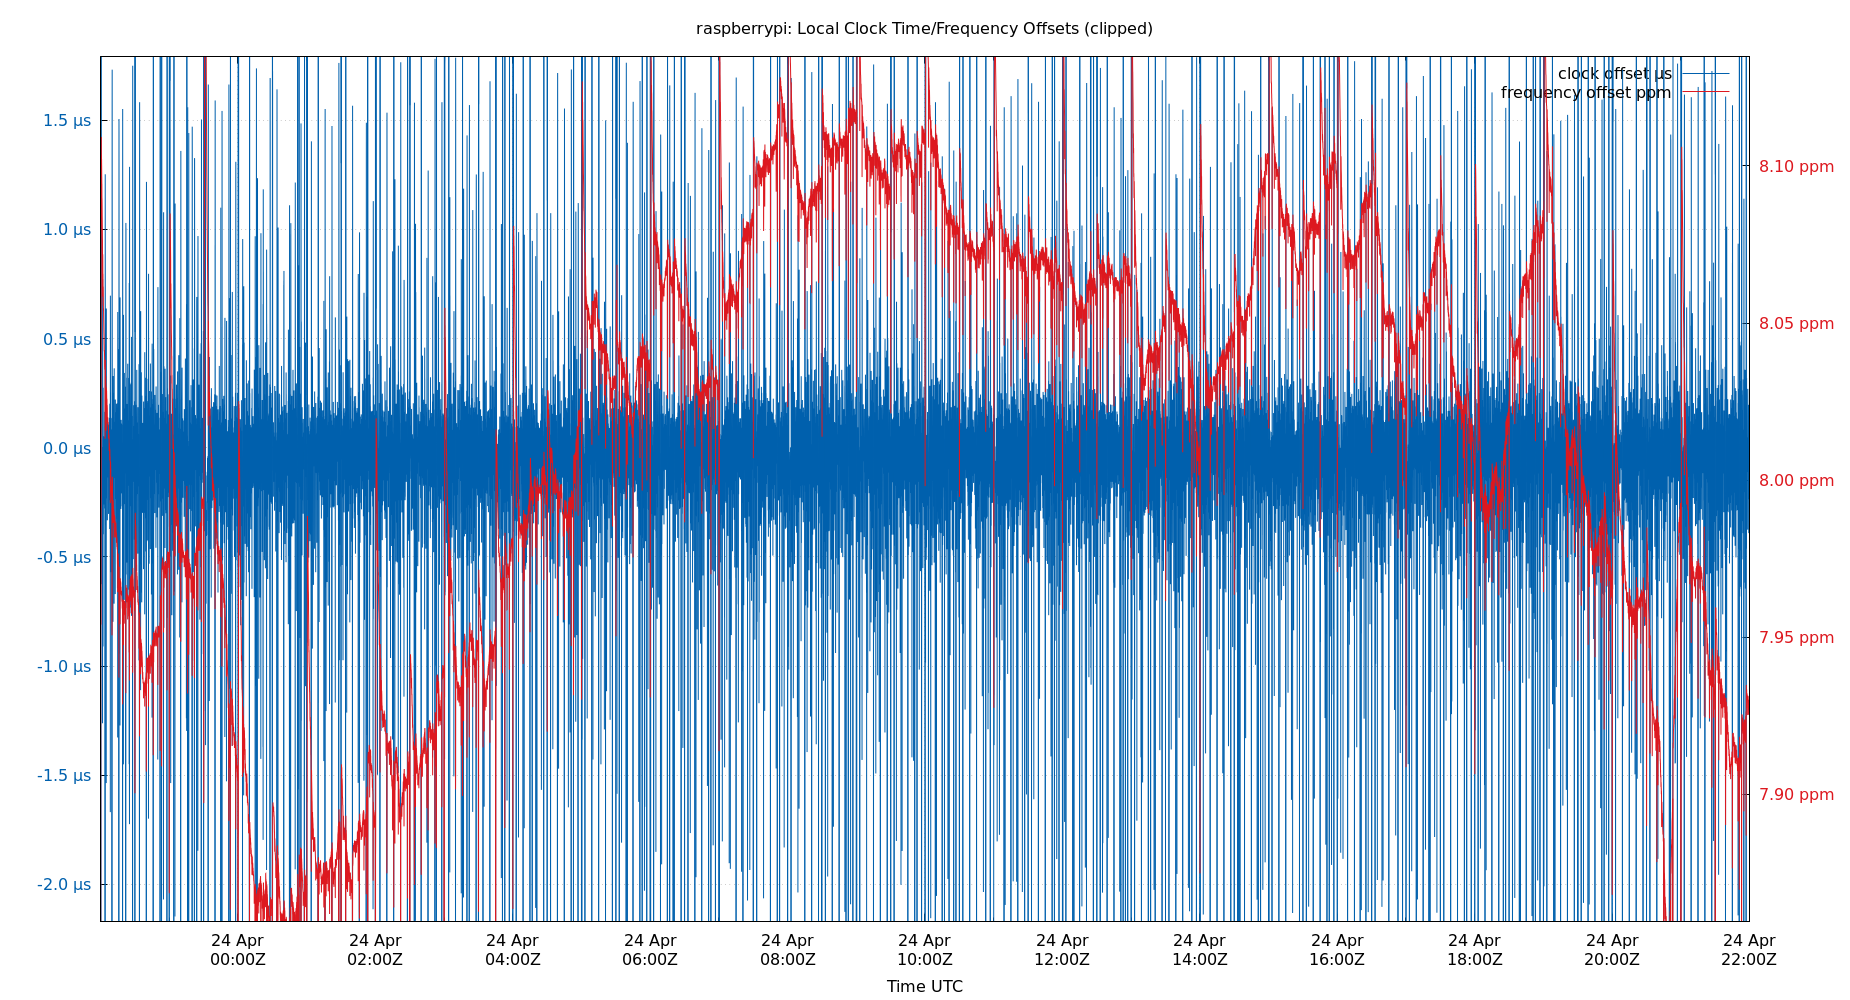 raspberrypi: Local Clock Time/Frequency Offsets (clipped)
clock offset µs
frequency offset ppm
1.5 µs
1.0 µs
0.5 µs
0.0 µs
-0.5 µs
-1.0 µs
-1.5 µs
-2.0 µs
8.10 ppm
8.05 ppm
8.00 ppm
7.95 ppm
7.90 ppm
24 Apr 24 Apr 24 Apr 24 Apr 24 Apr 24 Apr 24 Apr 24 Apr 24 Apr 24 Apr 24 Apr 24 Apr
00:00Z 02:00Z 04:00Z 06:00Z 08:00Z 10:00Z 12:00Z 14:00Z 16:00Z 18:00Z 20:00Z 22:00Z
Time UTC